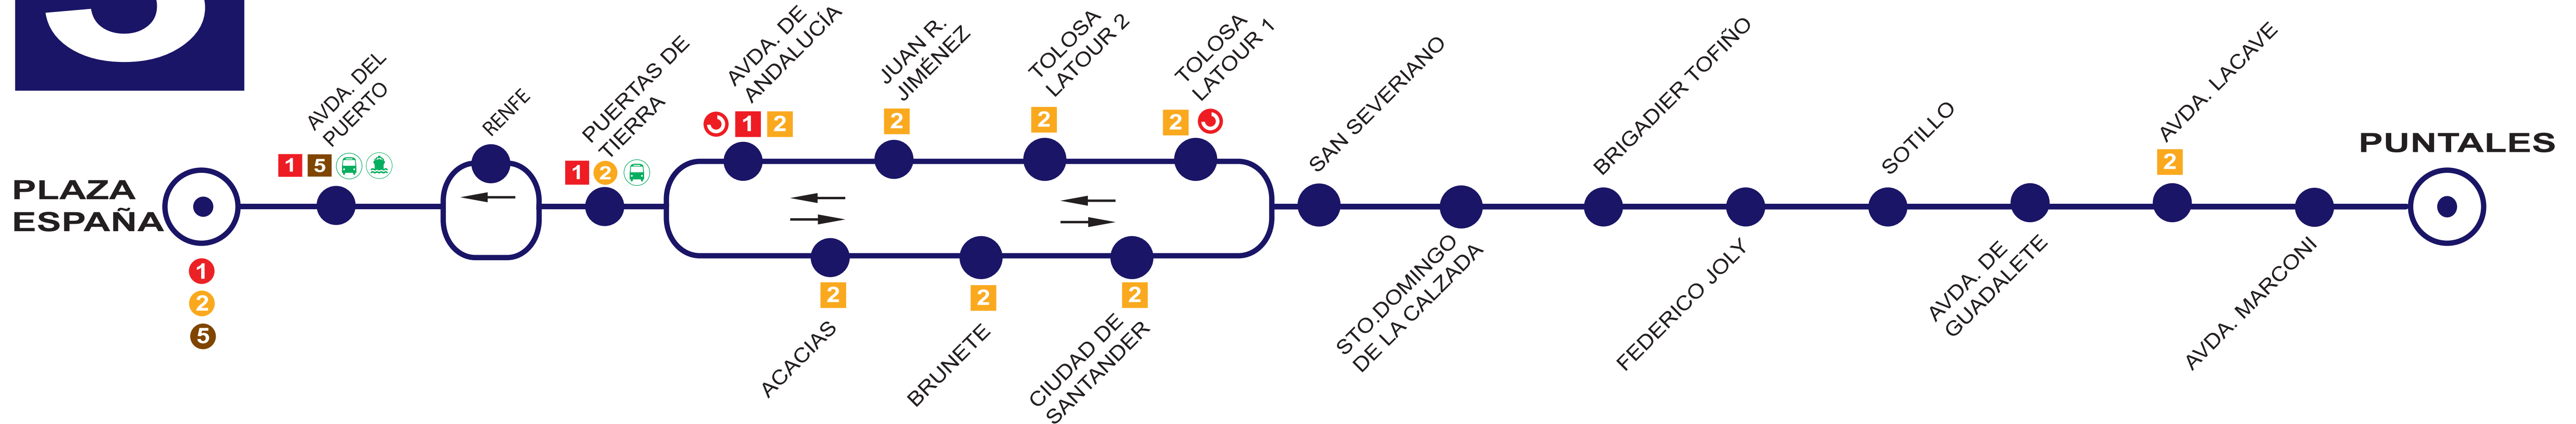 PLAZA
ESPAÑA
1
2
5
AVDA. DEL
PUERTO
1 5
RENFE
PUERTAS DE
TIERRA
1 2
AVDA. DE
ANDALUCÍA
1 2
JUAN R.
JIMÉNEZ
2
TOLOSA
LATOUR 2
2
TOLOSA
LATOUR 1
2
2
ACACIAS
2
BRUNETE
2
CIUDAD DE
SANTANDER
SAN SEVERIANO
STO.DOMINGO
DE LA CALZADA
BRIGADIER TOFIÑO
FEDERICO JOLY
SOTILLO
AVDA. DE
GUADALETE
AVDA. LACAVE
2
AVDA. MARCONI
PUNTALES